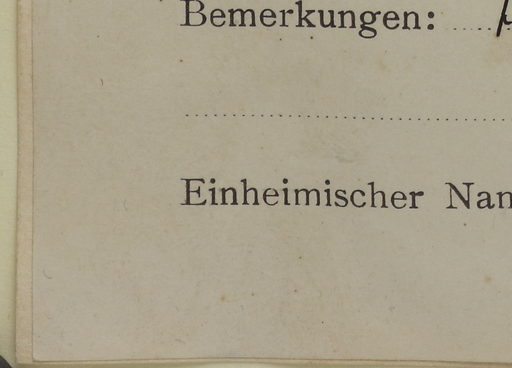 Bemerkungen:
Einheimischer Nam